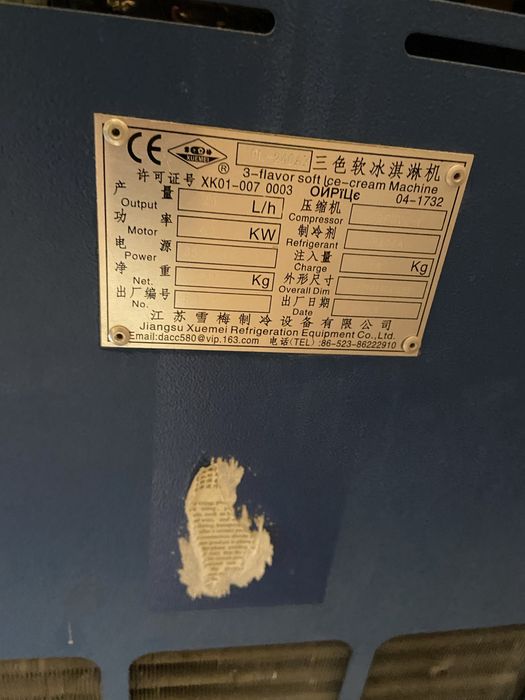 CE XUEMEI ® 三色软冰淇淋机
3-flavor soft Ice-cream Machine
许可证号 XK01-007 0003 ОИРїЦє 04-1732
产量 Output L/h 压缩机 Compressor
功率 Motor KW 制冷剂 Refrigerant
电源 Power 注入量 Charge Kg
净重 Net. Kg 外形尺寸 Overall Dim
出厂编号 No. 出厂日期 Date
江苏雪梅制冷设备有限公司
Jiangsu Xuemei Refrigeration Equipment Co.,Ltd.
Email:dacc580@vip.163.com 电话(TEL):86-523-86222910